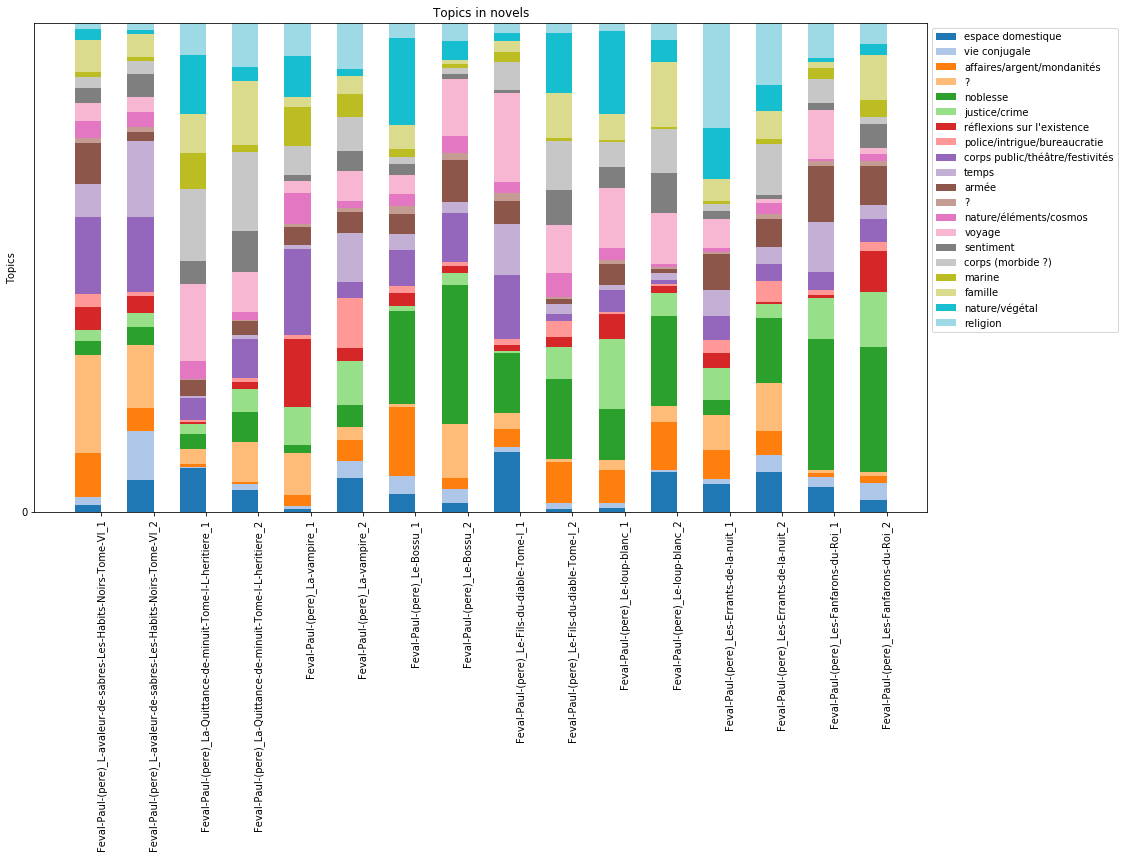 Topics in novels
Topics
0
espace domestique
vie conjugale
affaires/argent/mondanités
?
noblesse
justice/crime
réflexions sur l'existence
police/intrigue/bureaucratie
corps public/théâtre/festivités
temps
armée
?
nature/éléments/cosmos
voyage
sentiment
corps (morbide ?)
marine
famille
nature/végétal
religion
Feval-Paul-(pere)_L-avaleur-de-sabres-Les-Habits-Noirs-Tome-VI_1
Feval-Paul-(pere)_L-avaleur-de-sabres-Les-Habits-Noirs-Tome-VI_2
Feval-Paul-(pere)_La-Quittance-de-minuit-Tome-I-L-heritiere_1
Feval-Paul-(pere)_La-Quittance-de-minuit-Tome-I-L-heritiere_2
Feval-Paul-(pere)_La-vampire_1
Feval-Paul-(pere)_La-vampire_2
Feval-Paul-(pere)_Le-Bossu_1
Feval-Paul-(pere)_Le-Bossu_2
Feval-Paul-(pere)_Le-Fils-du-diable-Tome-I_1
Feval-Paul-(pere)_Le-Fils-du-diable-Tome-I_2
Feval-Paul-(pere)_Le-loup-blanc_1
Feval-Paul-(pere)_Le-loup-blanc_2
Feval-Paul-(pere)_Les-Errants-de-la-nuit_1
Feval-Paul-(pere)_Les-Errants-de-la-nuit_2
Feval-Paul-(pere)_Les-Fanfarons-du-Roi_1
Feval-Paul-(pere)_Les-Fanfarons-du-Roi_2